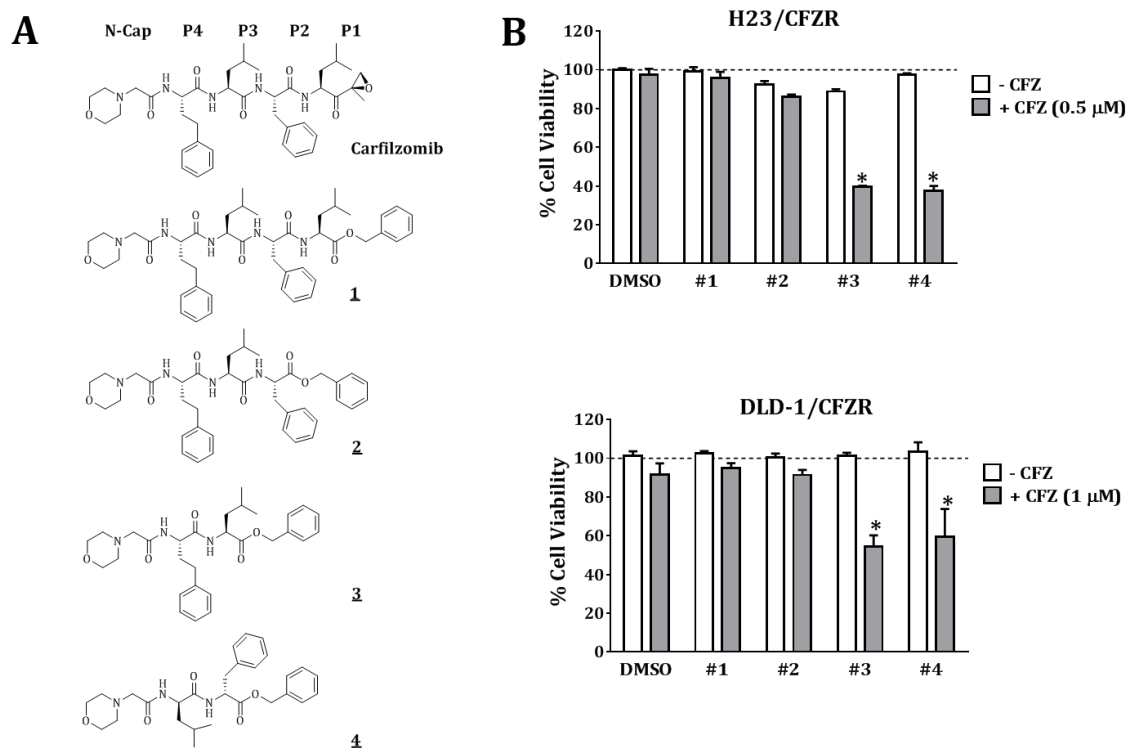 A
N-Cap P4 P3 P2 P1
H
N
O
N
H
O
H
N
O
N
H
O
O
N
O
O
Carfilzomib
H
N
O
N
H
O
H
N
O
N
H
O
O
N
O
O
1
H
N
O
N
H
O
H
N
O
O
N
O
O
2
H
N
O
N
H
O
O
N
O
O
3
H
N
O
N
H
O
O
N
O
O
4
B
H23/CFZR
% Cell Viability
120
100
80
60
40
20
0
* *
DMSO #1 #2 #3 #4
- CFZ
+ CFZ (0.5 μM)
DLD-1/CFZR
% Cell Viability
120
100
80
60
40
20
0
* *
DMSO #1 #2 #3 #4
- CFZ
+ CFZ (1 μM)